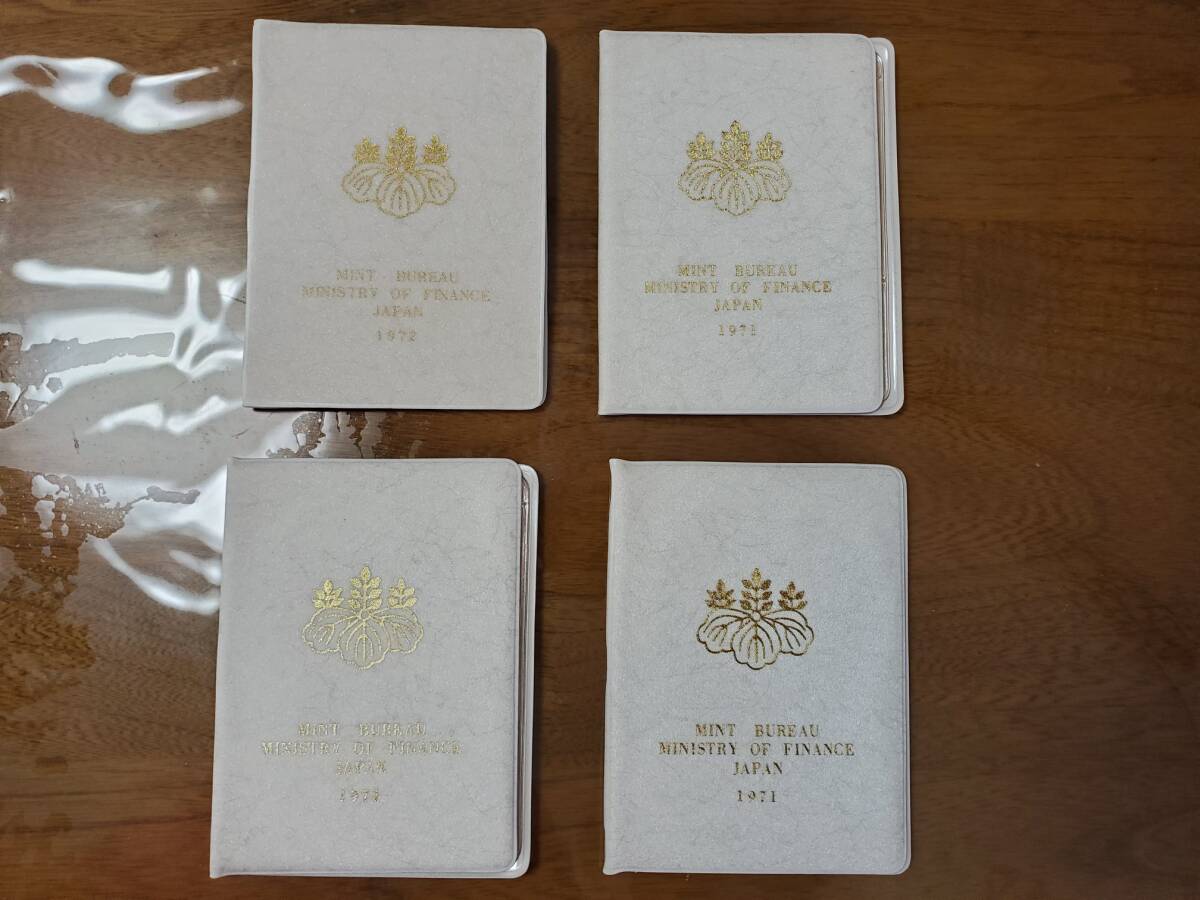 MINT BUREAU
MINISTRY OF FINANCE
JAPAN
1972
MINT BUREAU
MINISTRY OF FINANCE
JAPAN
1971
MINT BUREAU
MINISTRY OF FINANCE
JAPAN
MINT BUREAU
MINISTRY OF FINANCE
JAPAN
1971